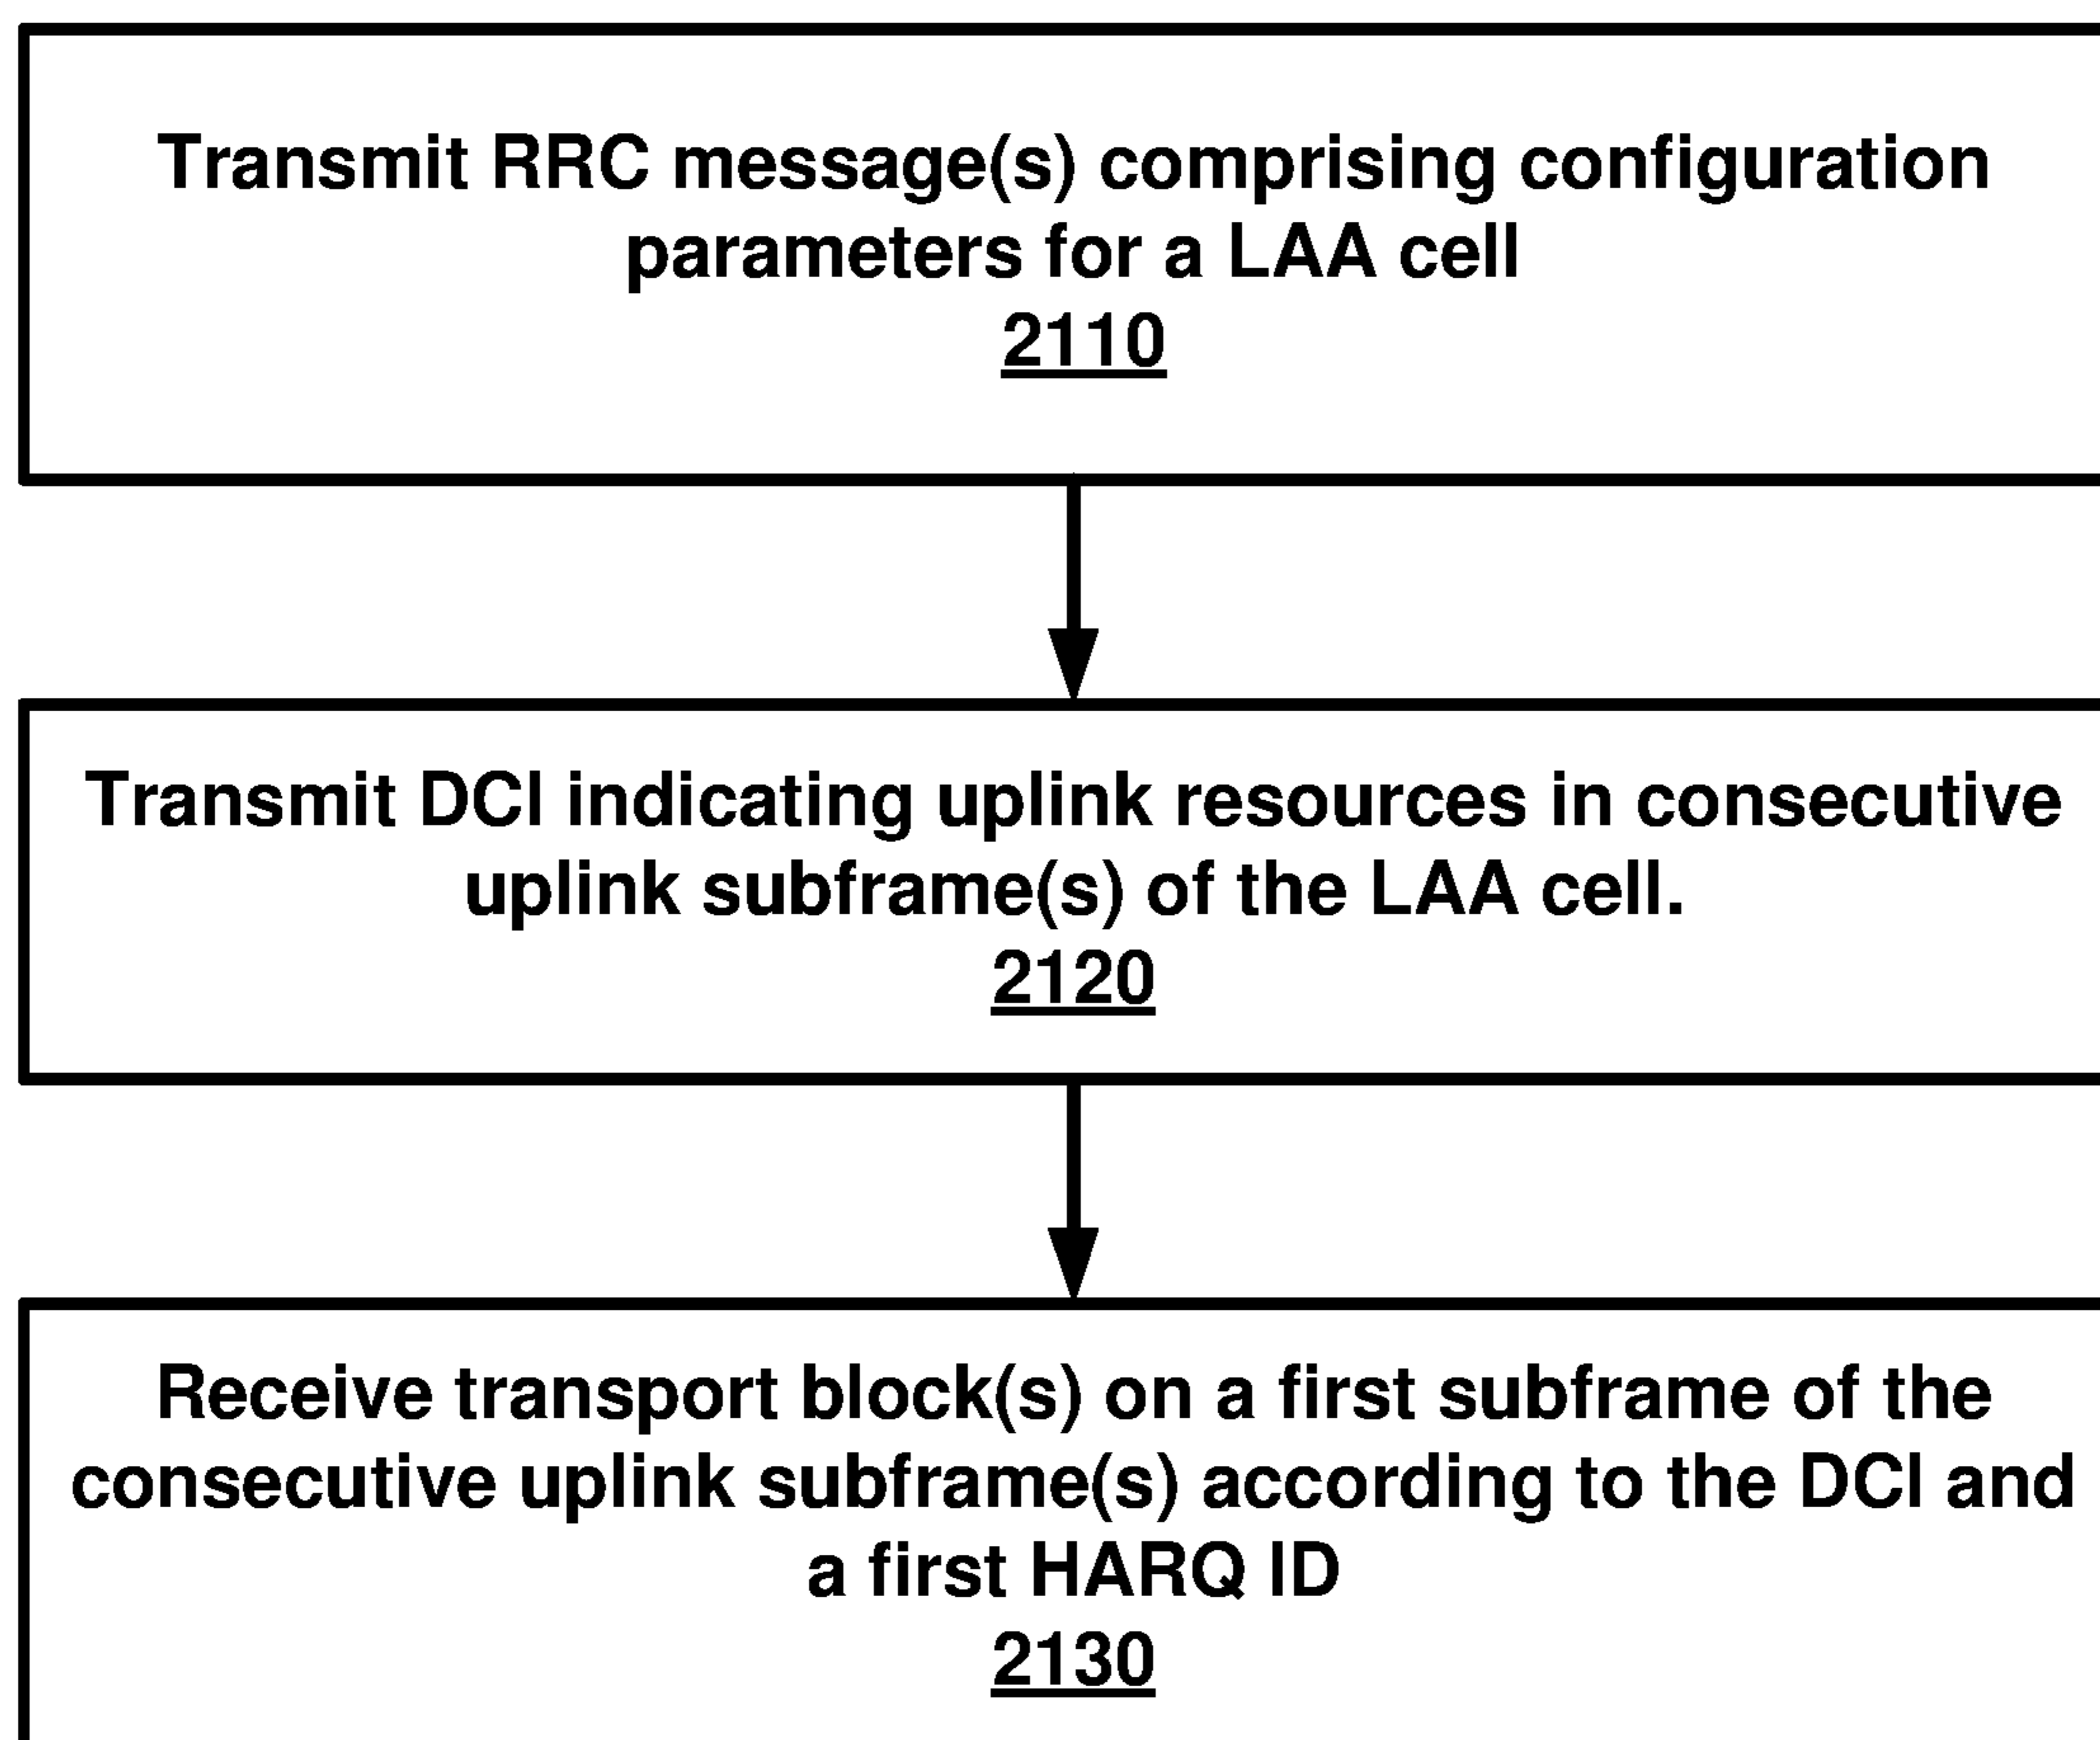 Transmit RRC message(s) comprising configuration
parameters for a LAA cell
2110
Transmit DCI indicating uplink resources in consecutive
uplink subframe(s) of the LAA cell.
2120
Receive transport block(s) on a first subframe of the
consecutive uplink subframe(s) according to the DCI and
a first HARQ ID
2130